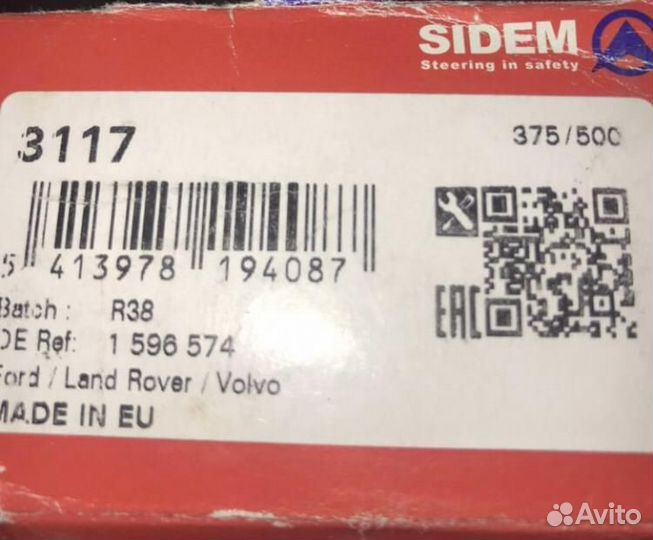 SIDEM
Steering in safety
3117
375/500
5 413978 194087
Batch : R38
OE Ref: 1 596 574
Ford / Land Rover / Volvo
MADE IN EU
EAC
Avito